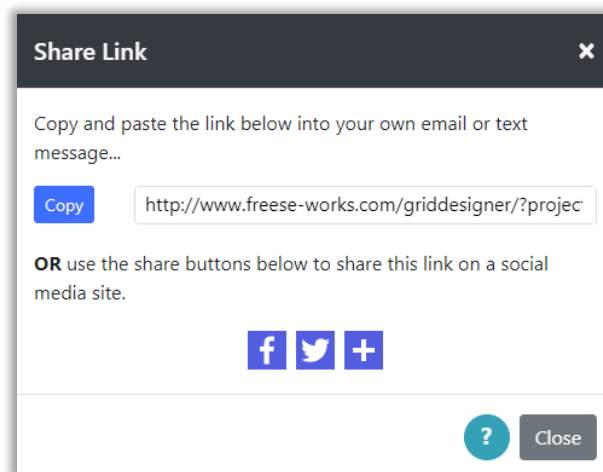 Share Link
Copy and paste the link below into your own email or text
message...
Copy
http://www.freese-works.com/griddesigner/?project
OR use the share buttons below to share this link on a social
media site.
?
Close